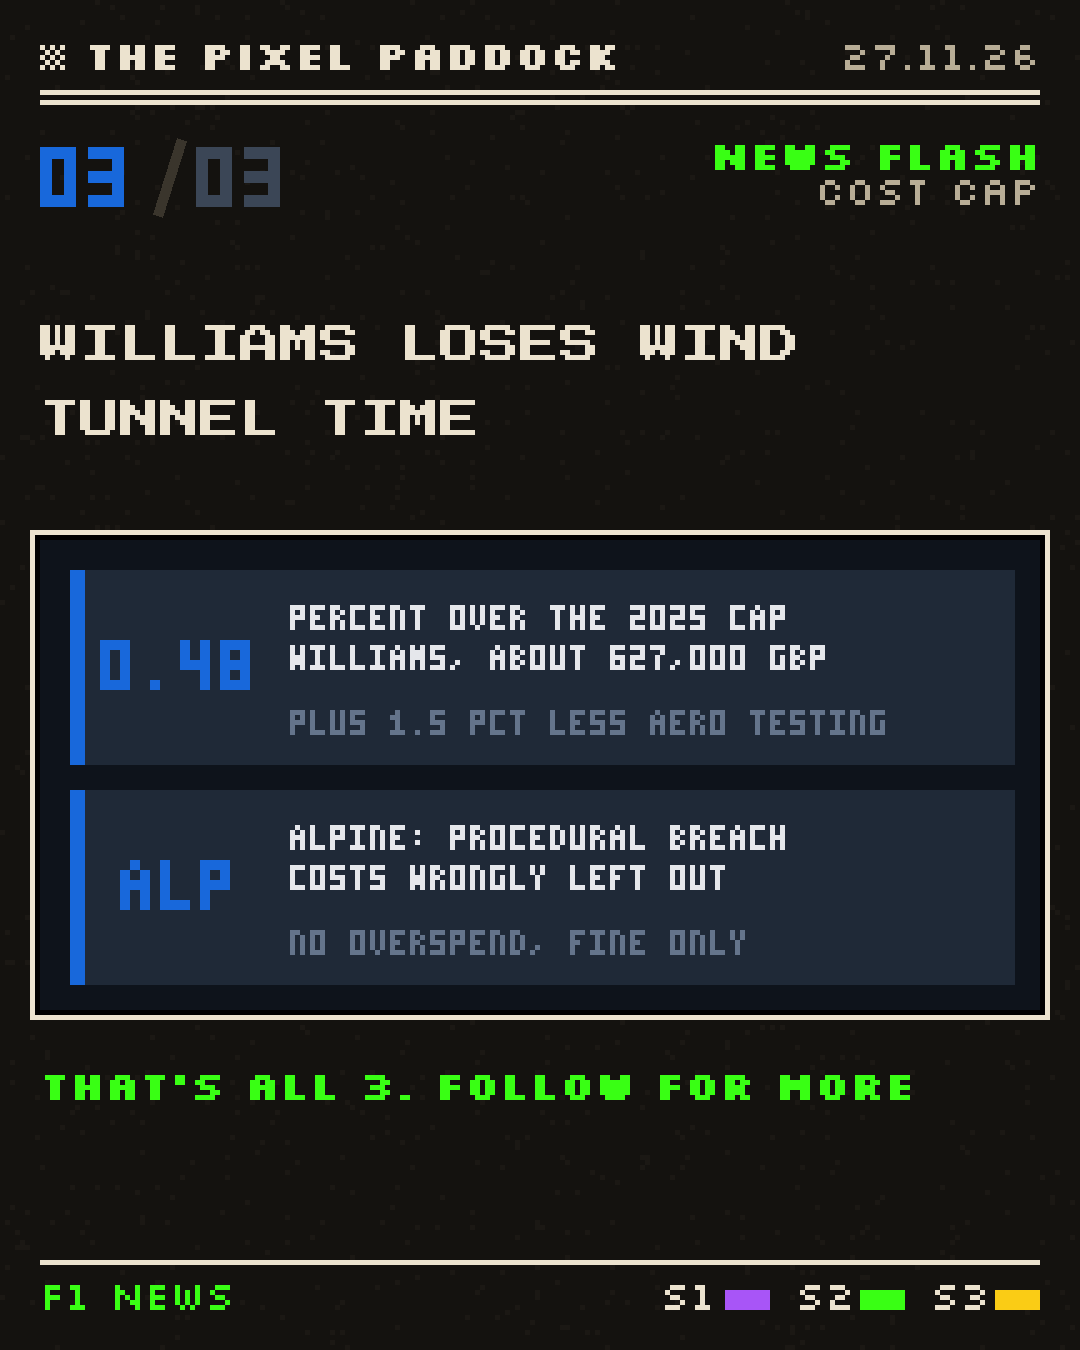 THE PIXEL PADDOCK
27.11.26
03/03
NEWS FLASH
COST CAP
WILLIAMS LOSES WIND
TUNNEL TIME
0.48
PERCENT OVER THE 2025 CAP
WILLIAMS, ABOUT 627,000 GBP
PLUS 1.5 PCT LESS AERO TESTING
ALP
ALPINE: PROCEDURAL BREACH
COSTS WRONGLY LEFT OUT
NO OVERSPEND, FINE ONLY
THAT'S ALL 3. FOLLOW FOR MORE
F1 NEWS
S1 S2 S3